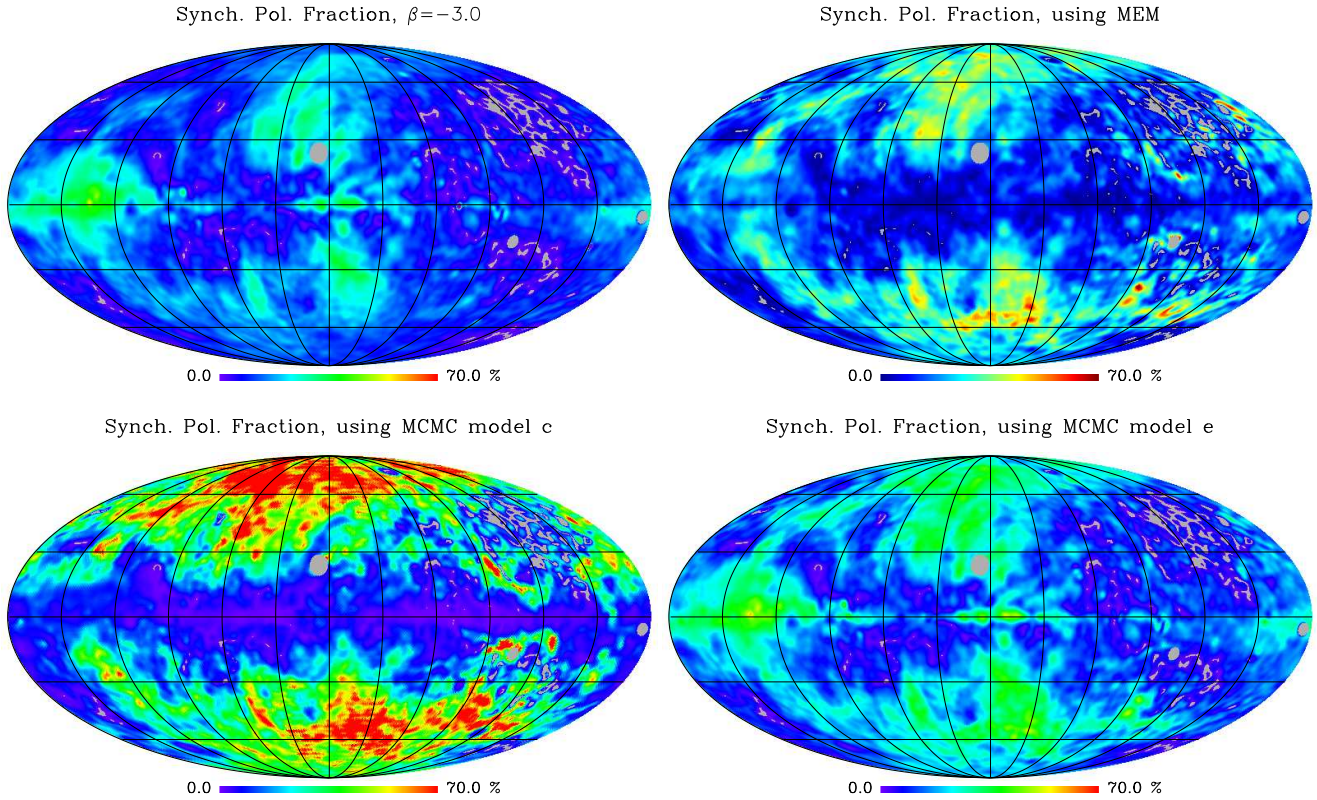 Synch. Pol. Fraction, β=−3.0
Synch. Pol. Fraction, using MEM
0.0 70.0 %
0.0 70.0 %
Synch. Pol. Fraction, using MCMC model c
Synch. Pol. Fraction, using MCMC model e
0.0 70.0 %
0.0 70.0 %